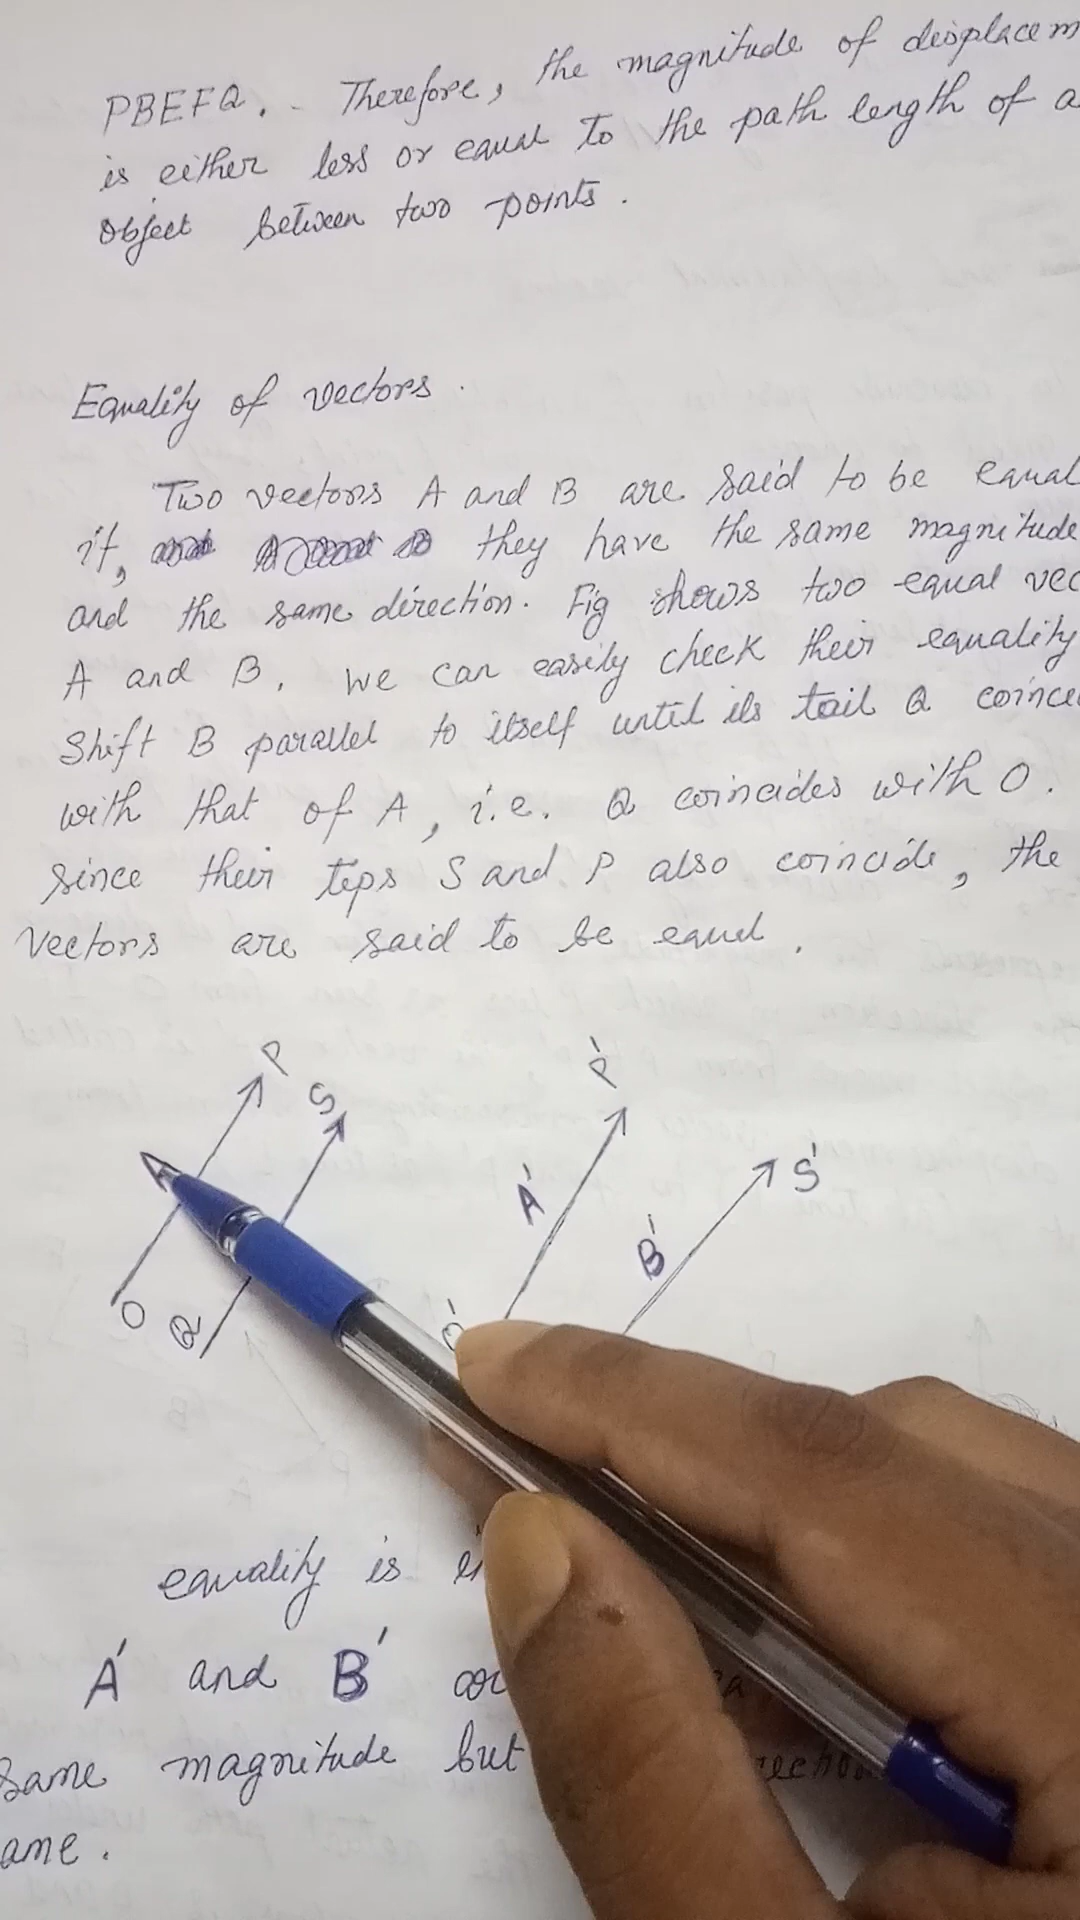 PBEFQ. Therefore, the magnitude of displacem
is either less or equal to the path length of a
object between two points.
Equality of vectors.
Two vectors A and B are said to be equal
if, they have the same magnitude
and the same direction. Fig shows two equal vec
A and B. We can easily check their equality
Shift B parallel to itself until its tail Q coince
with that of A, i.e. Q coincides with O.
Since their teps S and P also coincide, the
vectors are said to be equal.
P
S
O
Q
P'
A'
O'
S'
B'
equality is
A' and B'
same magnitude but
ame.